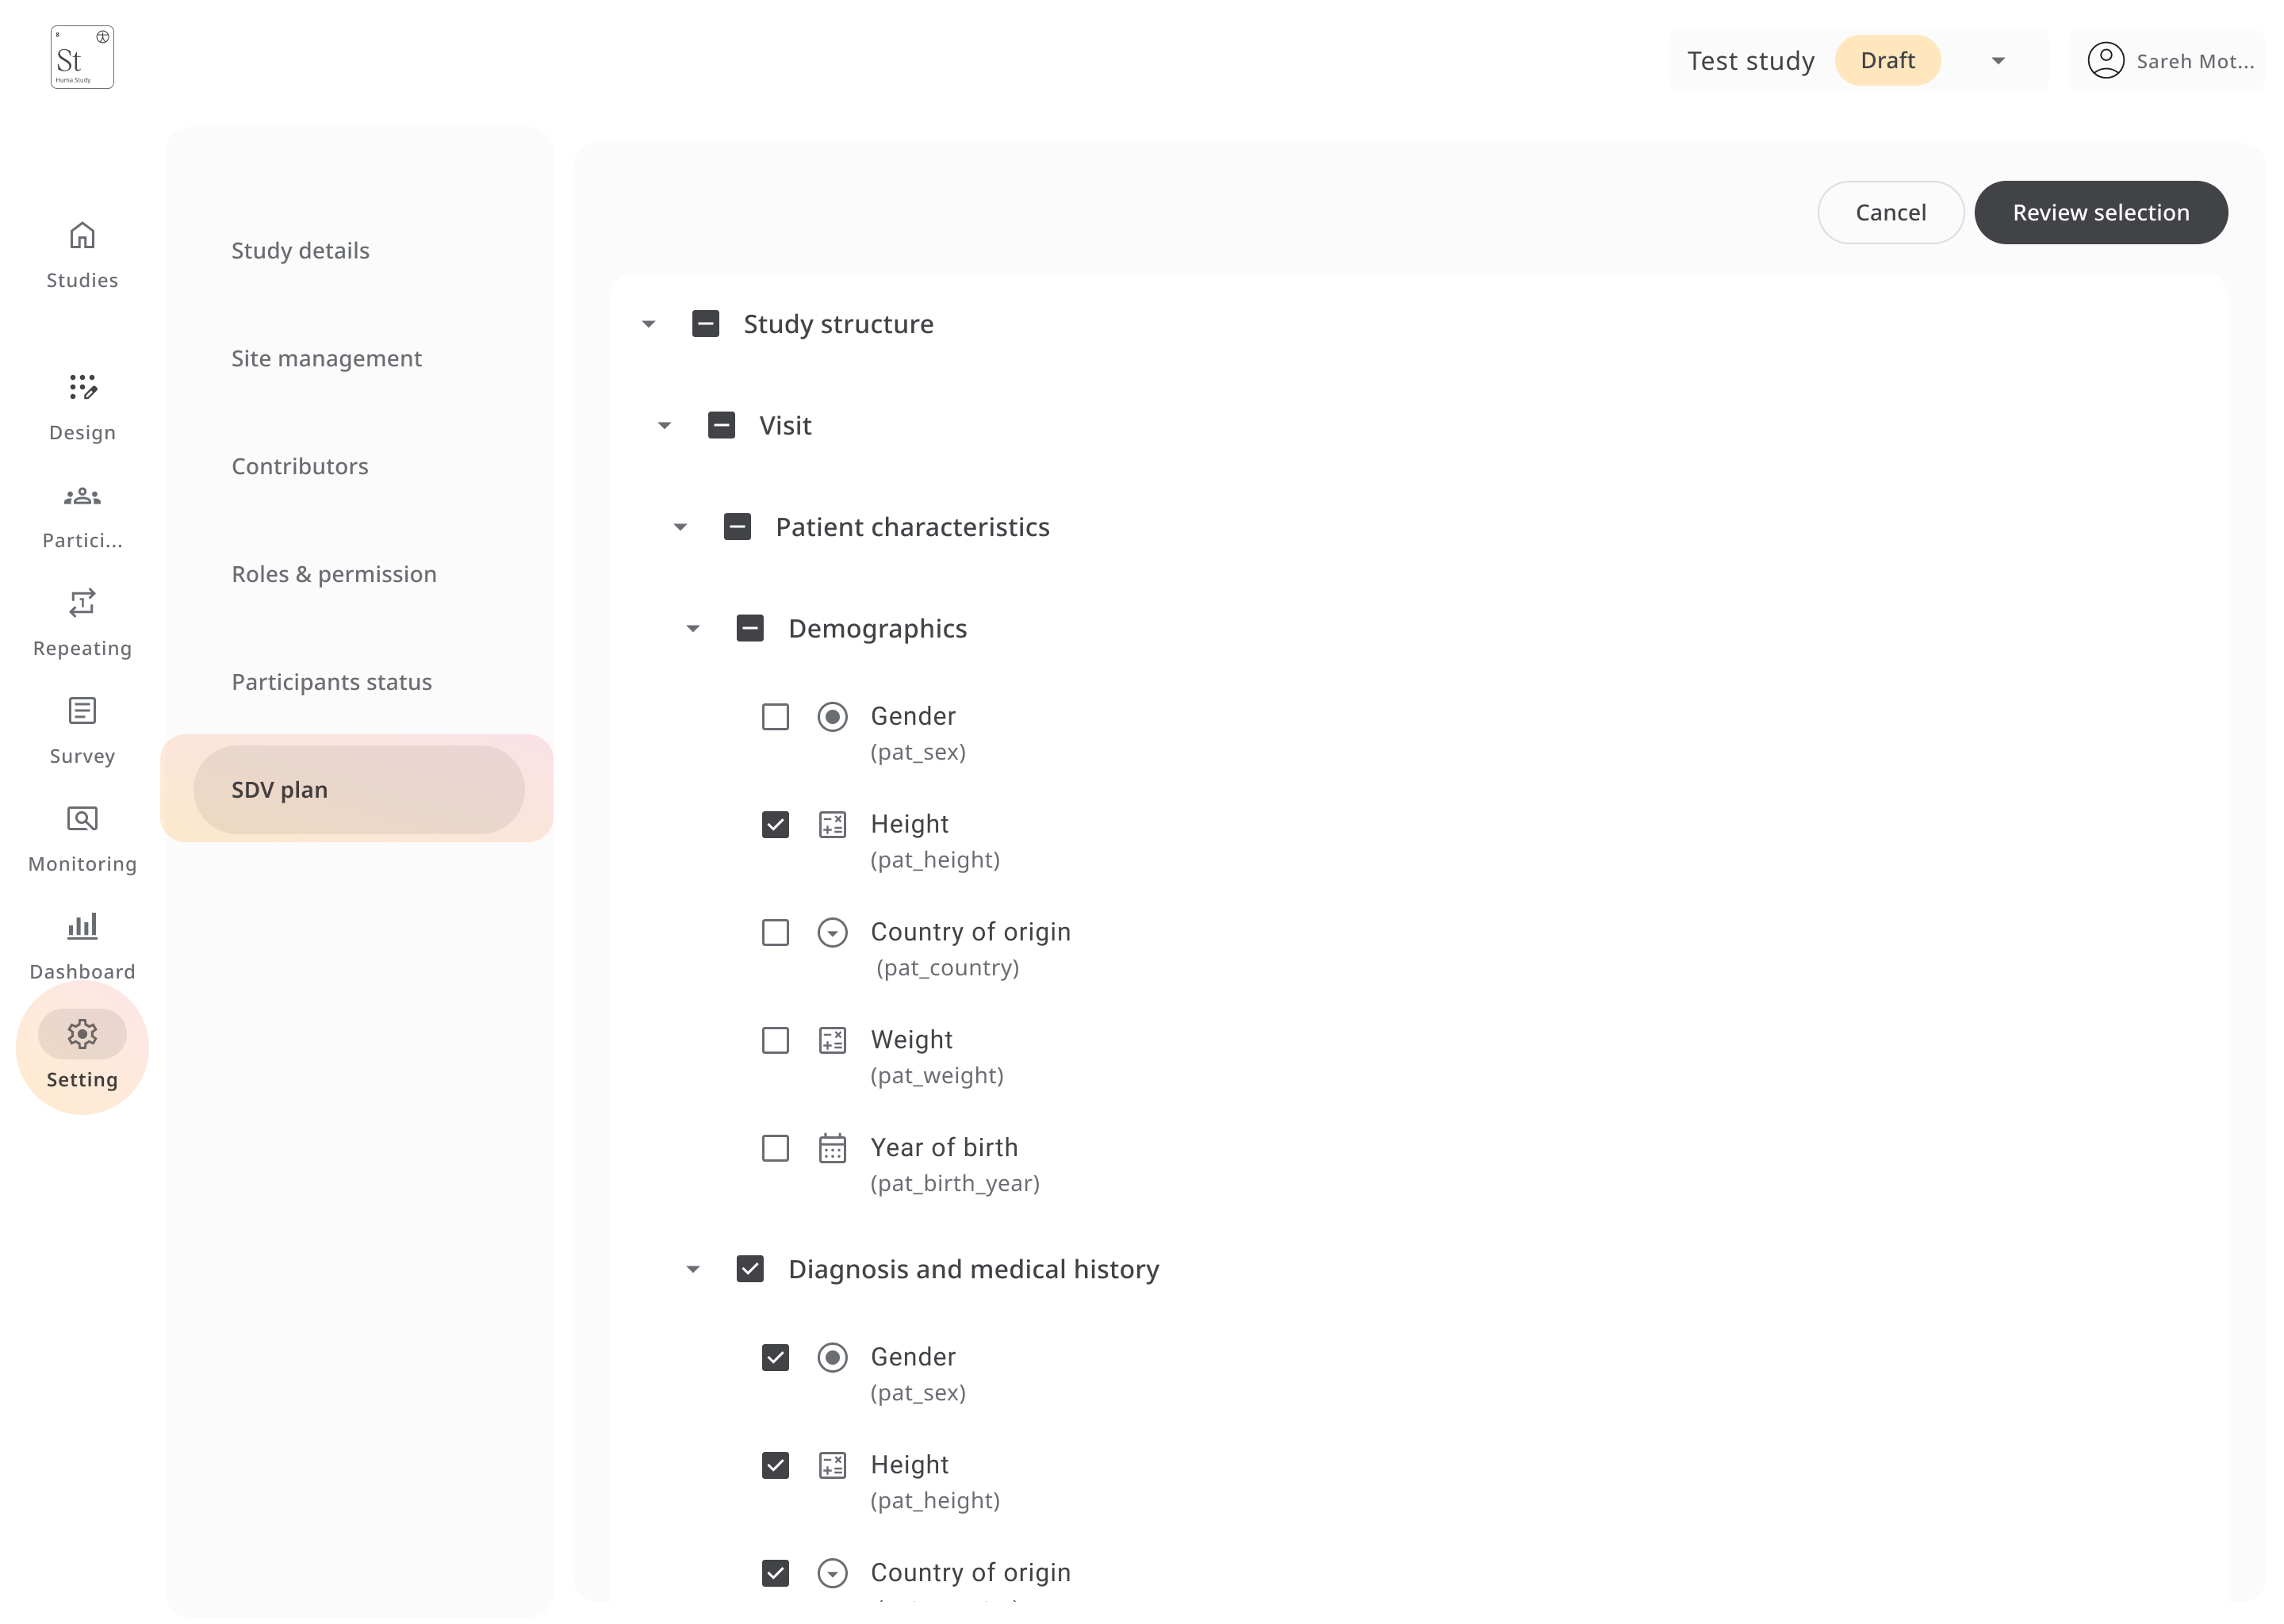 8
St
Huma Study
Test study
Draft
Sareh Mot...
Studies
Design
Partici...
Repeating
Survey
Monitoring
Dashboard
Setting
Study details
Site management
Contributors
Roles & permission
Participants status
SDV plan
Cancel
Review selection
Study structure
Visit
Patient characteristics
Demographics
Gender
(pat_sex)
Height
(pat_height)
Country of origin
(pat_country)
Weight
(pat_weight)
Year of birth
(pat_birth_year)
Diagnosis and medical history
Gender
(pat_sex)
Height
(pat_height)
Country of origin